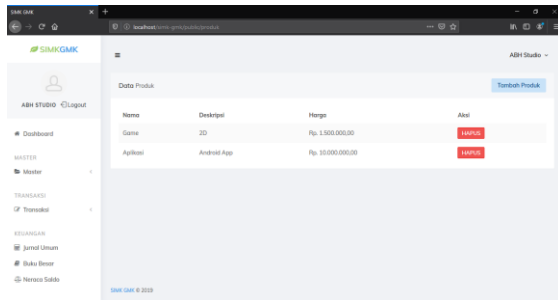 SIMK GMK
localhost/simk-gmk/public/produk
SIMKGMK
ABH Studio
ABH STUDIO Logout
Data Produk
Tambah Produk
Nama Deskripsi Harga Aksi
Game 2D Rp. 1.500.000,00 HAPUS
Aplikasi Android App Rp. 10.000.000,00 HAPUS
Dashboard
MASTER
Master
TRANSAKSI
Transaksi
KEUANGAN
Jurnal Umum
Buku Besar
Neraca Saldo
SIMK GMK © 2019